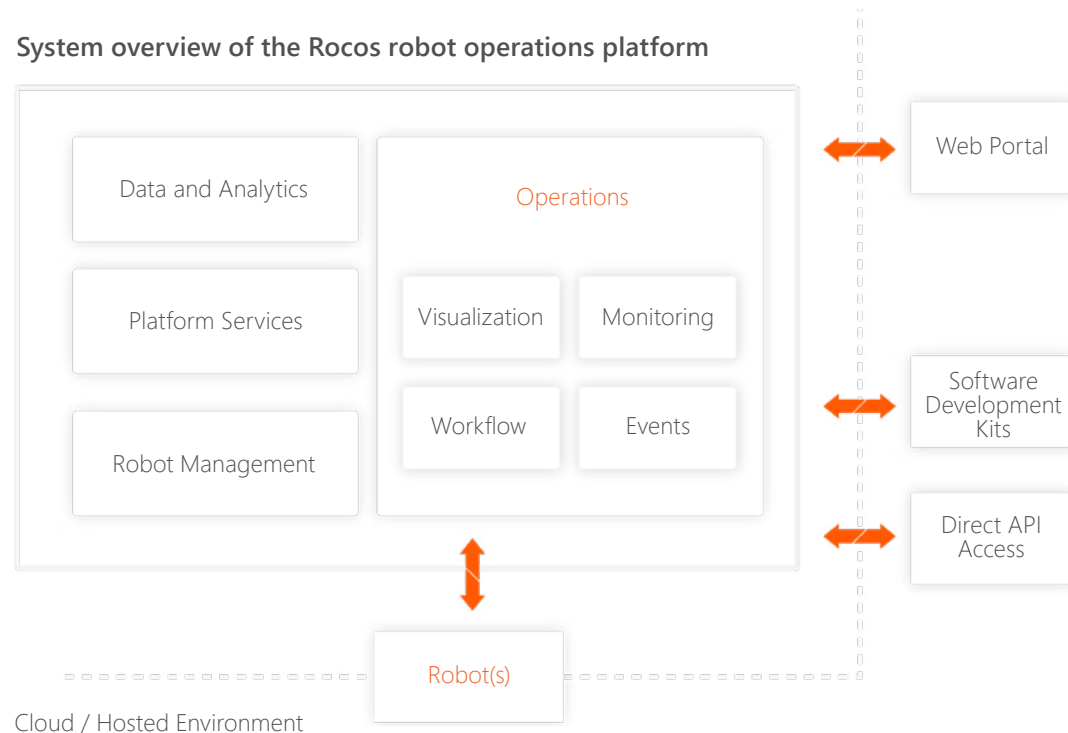 System overview of the Rocos robot operations platform
Data and Analytics
Platform Services
Robot Management
Operations
Visualization
Monitoring
Workflow
Events
Web Portal
Software
Development
Kits
Direct API
Access
Robot(s)
Cloud / Hosted Environment